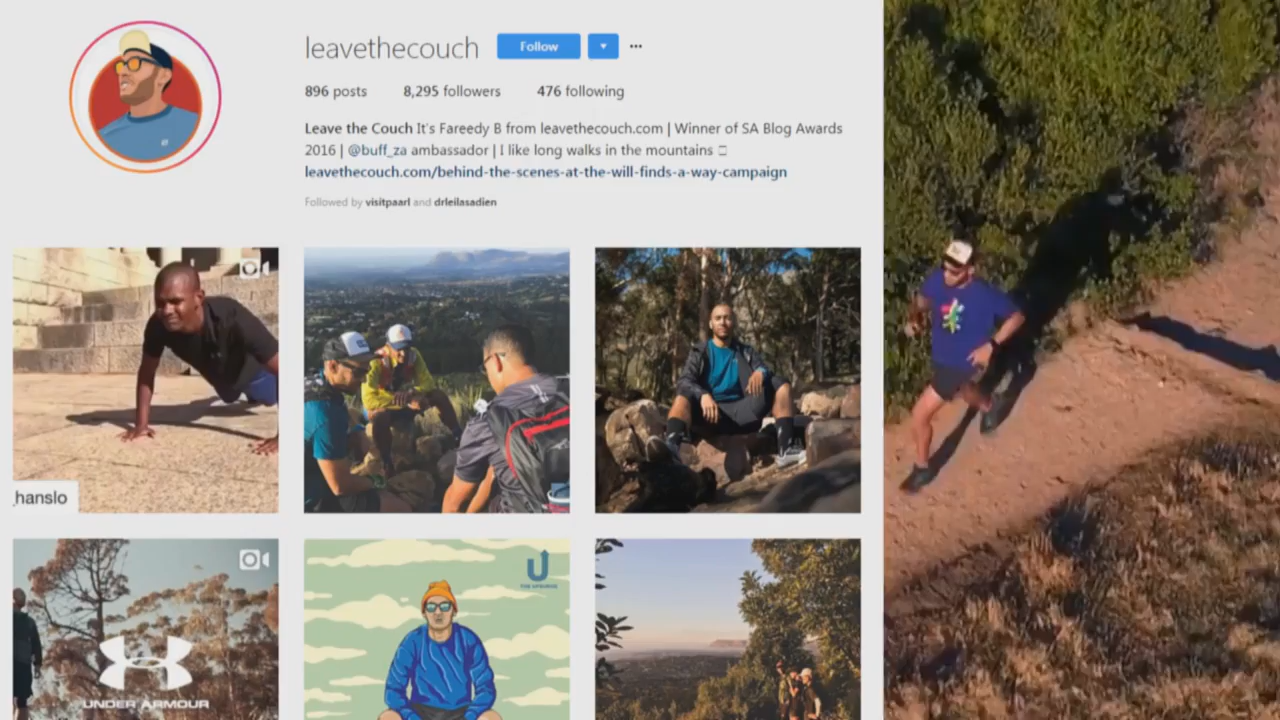 leavethecouch Follow
896 posts 8,295 followers 476 following
Leave the Couch It's Fareedy B from leavethecouch.com | Winner of SA Blog Awards
2016 | @buff_za ambassador | I like long walks in the mountains
leavethecouch.com/behind-the-scenes-at-the-will-finds-a-way-campaign
Followed by visitpaarl and drleilasadien
_hanslo
UNDER ARMOUR